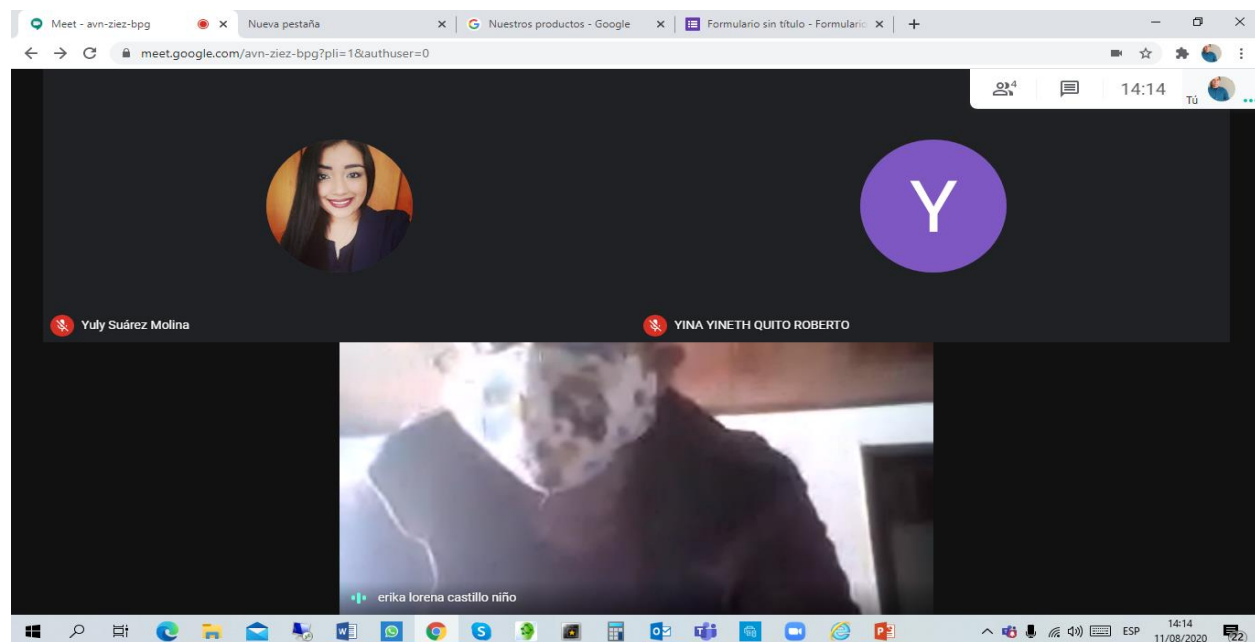 Meet - avn-ziez-bpg
Nueva pestaña
Nuestros productos - Google
Formulario sin título - Formulario
meet.google.com/avn-ziez-bpg?pli=1&authuser=0
4
14:14
Tú
Y
Yuly Suárez Molina
YINA YINETH QUITO ROBERTO
erika lorena castillo niño
ESP
14:14
11/08/2020
22